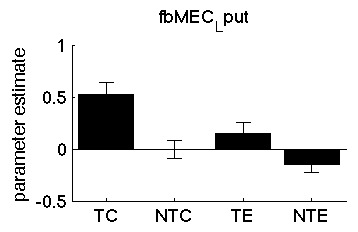 fbMEC_Lput
parameter estimate
1
0.5
0
-0.5
TC NTC TE NTE